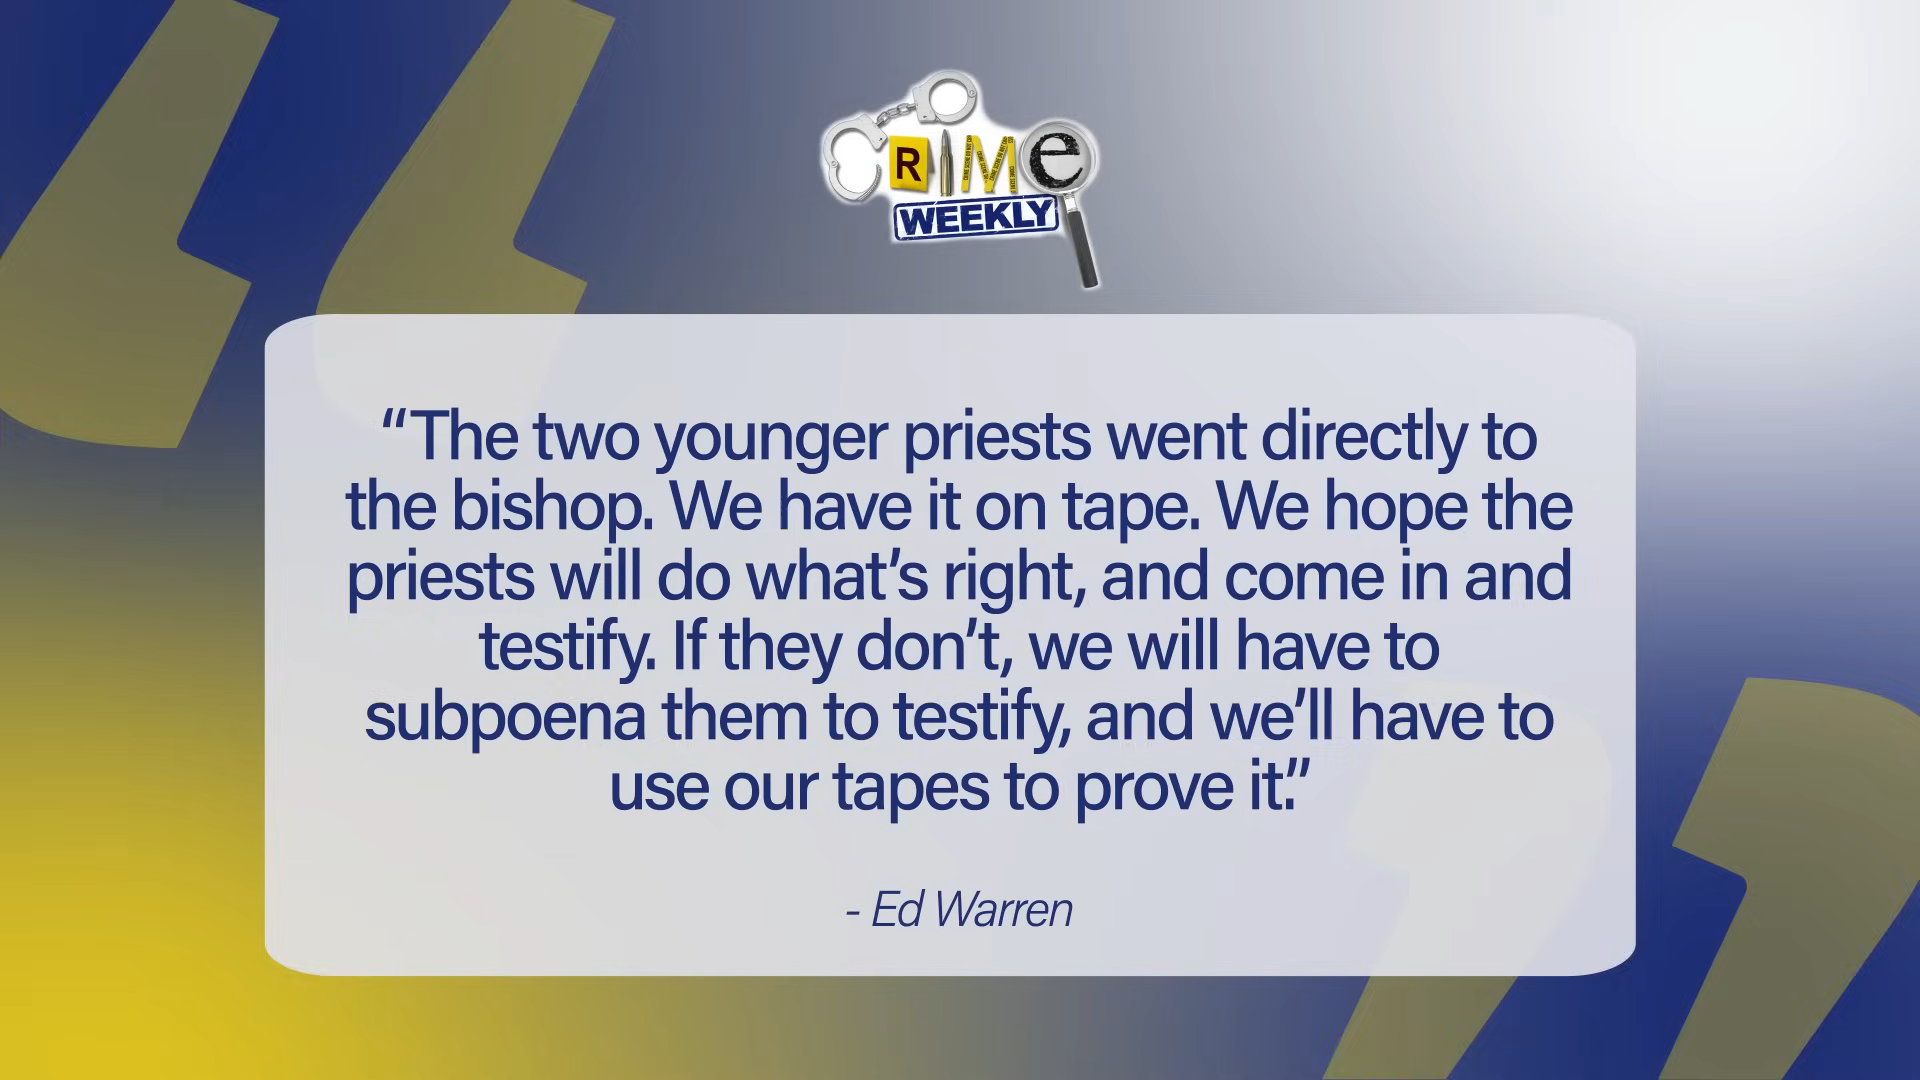 CRIMe
WEEKLY
“The two younger priests went directly to
the bishop. We have it on tape. We hope the
priests will do what’s right, and come in and
testify. If they don’t, we will have to
subpoena them to testify, and we’ll have to
use our tapes to prove it.”
- Ed Warren